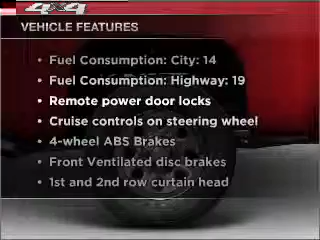 4x4
VEHICLE FEATURES
• Fuel Consumption: City: 14
• Fuel Consumption: Highway: 19
• Remote power door locks
• Cruise controls on steering wheel
• 4-wheel ABS Brakes
• Front Ventilated disc brakes
• 1st and 2nd row curtain head